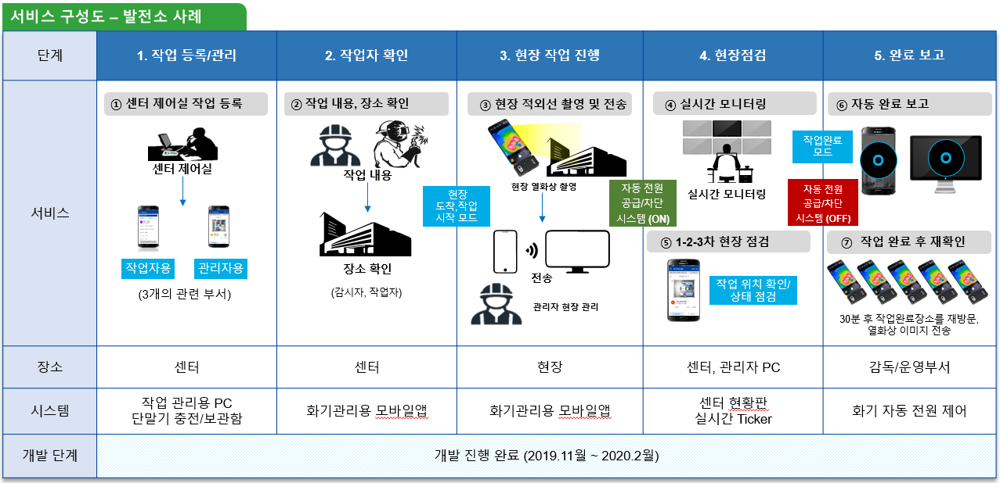 서비스 구성도 – 발전소 사례
단계
1. 작업 등록/관리
2. 작업자 확인
3. 현장 작업 진행
4. 현장점검
5. 완료 보고
서비스
① 센터 제어실 작업 등록
센터 제어실
작업자용
관리자용
(3개의 관련 부서)
② 작업 내용, 장소 확인
작업 내용
장소 확인
(감시자, 작업자)
현장
도착,작업
시작 모드
③ 현장 적외선 촬영 및 전송
현장 열화상 촬영
전송
관리자 현장 관리
자동 전원
공급/차단
시스템 (ON)
④ 실시간 모니터링
실시간 모니터링
⑤ 1-2-3차 현장 점검
작업 위치 확인/
상태 점검
작업완료
모드
자동 전원
공급/차단
시스템 (OFF)
⑥ 자동 완료 보고
⑦ 작업 완료 후 재확인
30분 후 작업완료장소를 재방문,
열화상 이미지 전송
장소
센터
센터
현장
센터, 관리자 PC
감독/운영부서
시스템
작업 관리용 PC
단말기 충전/보관함
화기관리용 모바일앱
화기관리용 모바일앱
센터 현황판
실시간 Ticker
화기 자동 전원 제어
개발 단계
개발 진행 완료 (2019.11월 ~ 2020.2월)